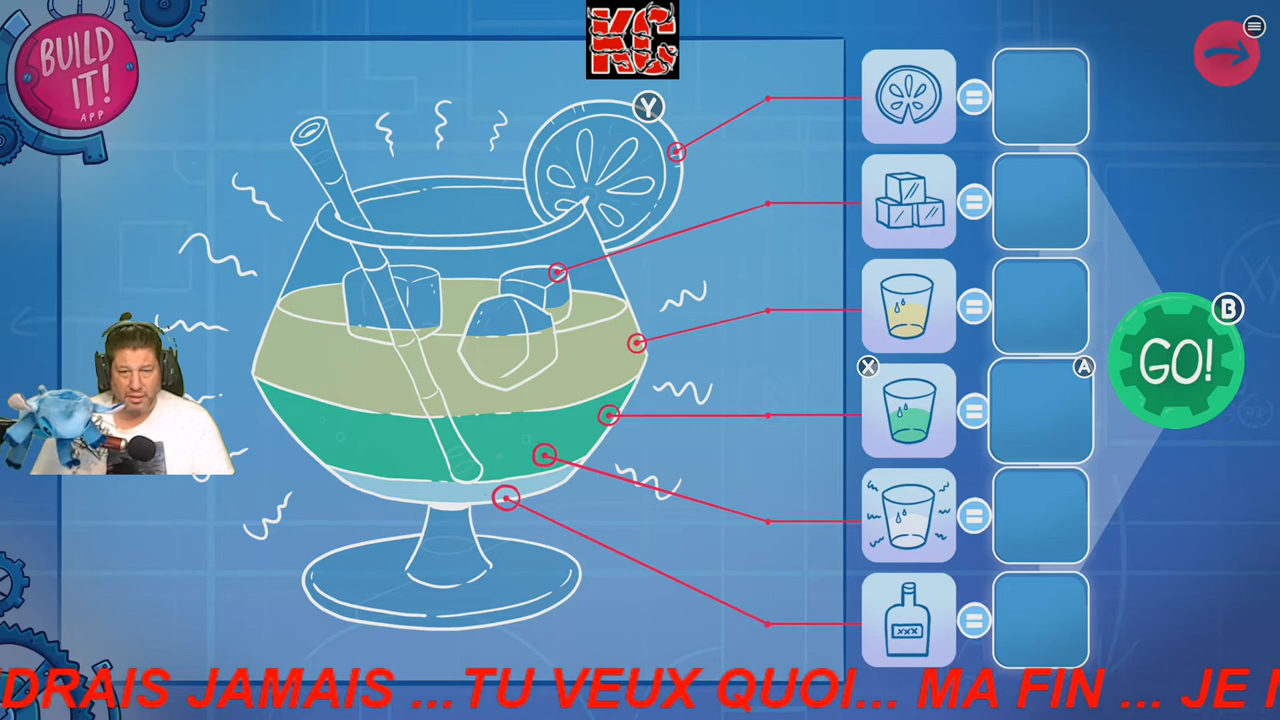 BUILD
IT!
APP
KC
Y
B
GO!
X
A
XXX
DRAIS JAMAIS ...TU VEUX QUOI... MA FIN ... JE